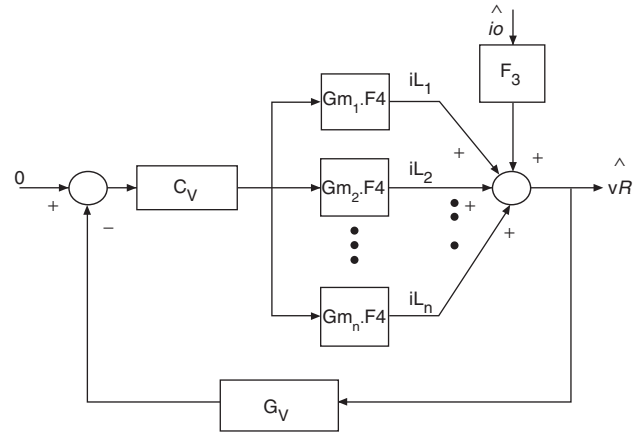 ^
io
F3
Gm1.F4
iL1
+
+
0
+
CV
Gm2.F4
iL2
+
^
vR
−
+
Gmn.F4
iLn
GV